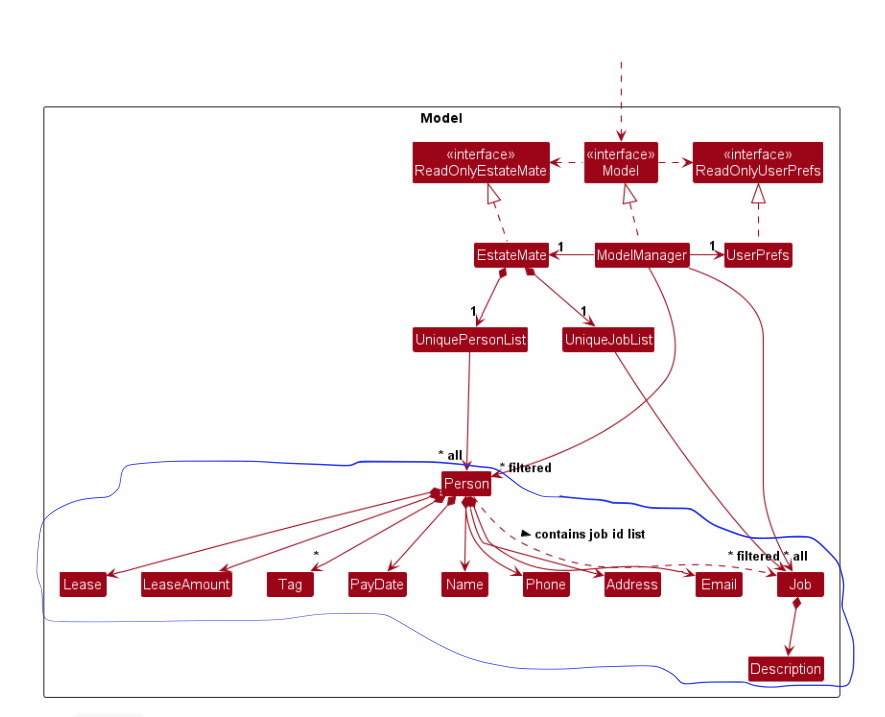 Model
«interface» «interface» «interface»
ReadOnlyEstateMate Model ReadOnlyUserPrefs
EstateMate 1 ModelManager 1 UserPrefs
1 1
UniquePersonList UniqueJobList
* all
* filtered
Person
contains job id list
* * filtered * all
Lease LeaseAmount Tag PayDate Name Phone Address Email Job
Description